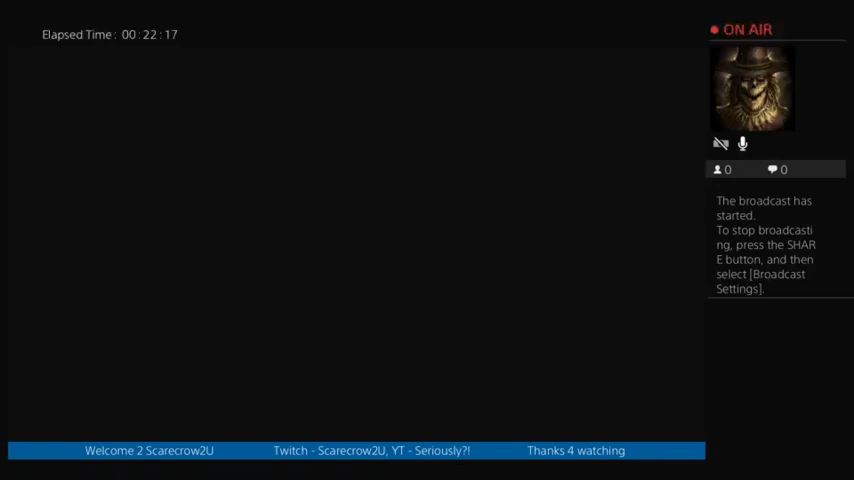 Elapsed Time : 00 : 22 : 17
ON AIR
0 0
The broadcast has
started.
To stop broadcasti
ng, press the SHAR
E button, and then
select [Broadcast
Settings].
Welcome 2 Scarecrow2U Twitch - Scarecrow2U, YT - Seriously?! Thanks 4 watching